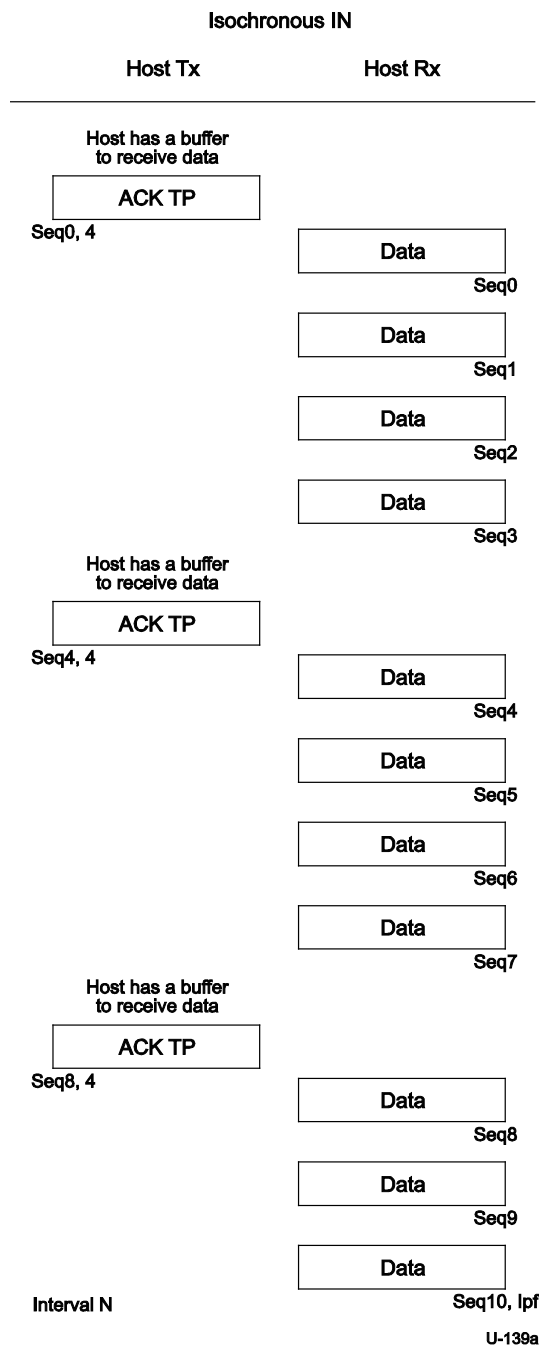 Isochronous IN
Host Tx
Host Rx
Host has a buffer
to receive data
ACK TP
Seq0, 4
Data
Seq0
Data
Seq1
Data
Seq2
Data
Seq3
Host has a buffer
to receive data
ACK TP
Seq4, 4
Data
Seq4
Data
Seq5
Data
Seq6
Data
Seq7
Host has a buffer
to receive data
ACK TP
Seq8, 4
Data
Seq8
Data
Seq9
Data
Seq10, lpf
Interval N
U-139a